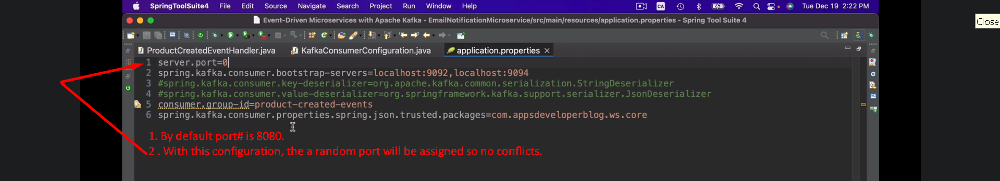 SpringToolSuite4 File Edit Source Navigate Search Project Run Window Help CA Tue Dec 19 2:22 PM
Event-Driven Microservices with Apache Kafka - EmailNotificationMicroservice/src/main/resources/application.properties - Spring Tool Suite 4
Close
ProductCreatedEventHandler.java KafkaConsumerConfiguration.java application.properties
1 server.port=0
2 spring.kafka.consumer.bootstrap-servers=localhost:9092,localhost:9094
3 #spring.kafka.consumer.key-deserializer=org.apache.kafka.common.serialization.StringDeserializer
4 #spring.kafka.consumer.value-deserializer=org.springframework.kafka.support.serializer.JsonDeserializer
5 consumer.group-id=product-created-events
6 spring.kafka.consumer.properties.spring.json.trusted.packages=com.appsdeveloperblog.ws.core
1. By default port# is 8080.
2 . With this configuration, the a random port will be assigned so no conflicts.